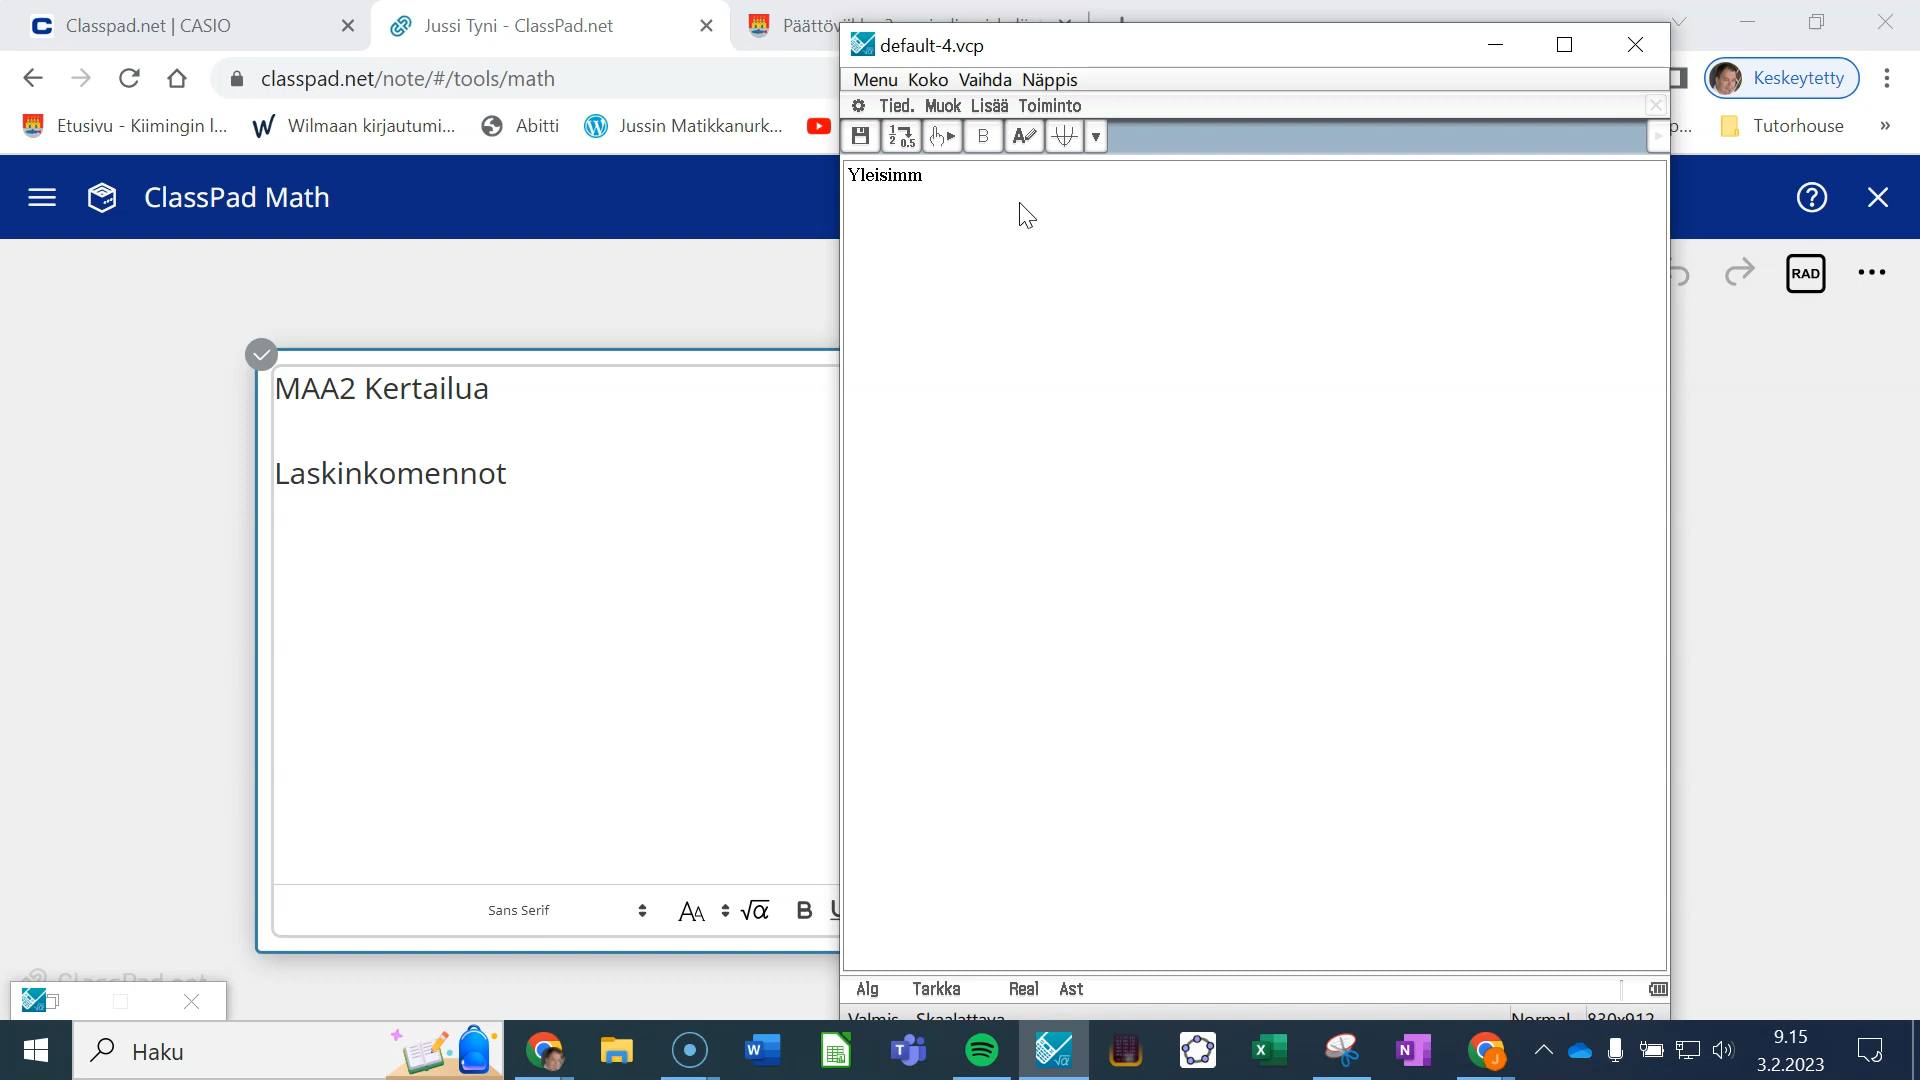 Classpad.net | CASIO
Jussi Tyni - ClassPad.net
default-4.vcp
classpad.net/note/#/tools/math
Menu Koko Vaihda Näppis
Keskeytetty
Tied. Muok Lisää Toiminto
Etusivu - Kiimingin l...
Wilmaan kirjautumi...
Abitti
Jussin Matikkanurk...
Tutorhouse
»
B
ClassPad Math
Yleisimm
RAD
MAA2 Kertailua
Laskinkomennot
Sans Serif
B
Alg Tarkka Real Ast
Haku
9.15
3.2.2023